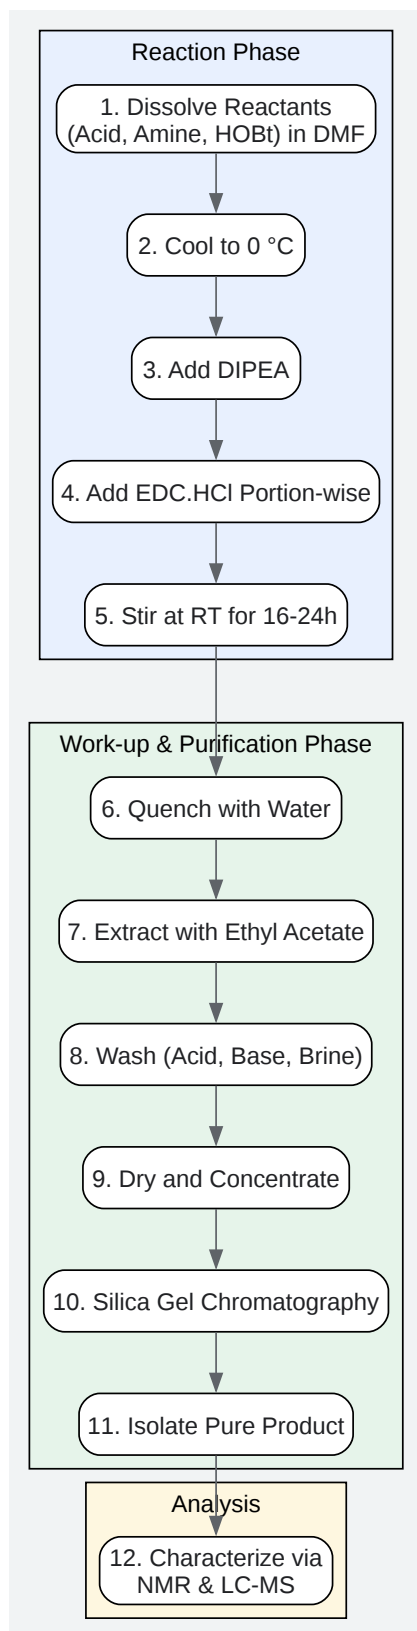 Reaction Phase
1. Dissolve Reactants
(Acid, Amine, HOBt) in DMF
2. Cool to 0 °C
3. Add DIPEA
4. Add EDC.HCl Portion-wise
5. Stir at RT for 16-24h
Work-up & Purification Phase
6. Quench with Water
7. Extract with Ethyl Acetate
8. Wash (Acid, Base, Brine)
9. Dry and Concentrate
10. Silica Gel Chromatography
11. Isolate Pure Product
Analysis
12. Characterize via
NMR & LC-MS